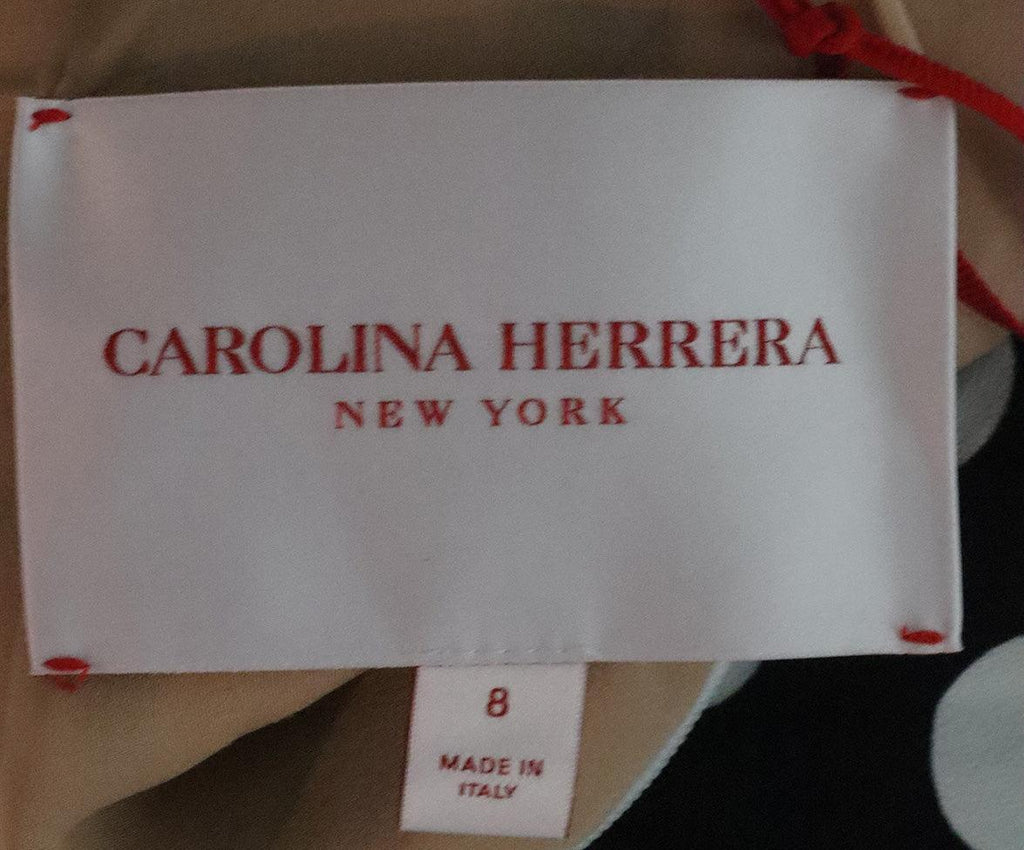 CAROLINA HERRERA
NEW YORK
8
MADE IN
ITALY